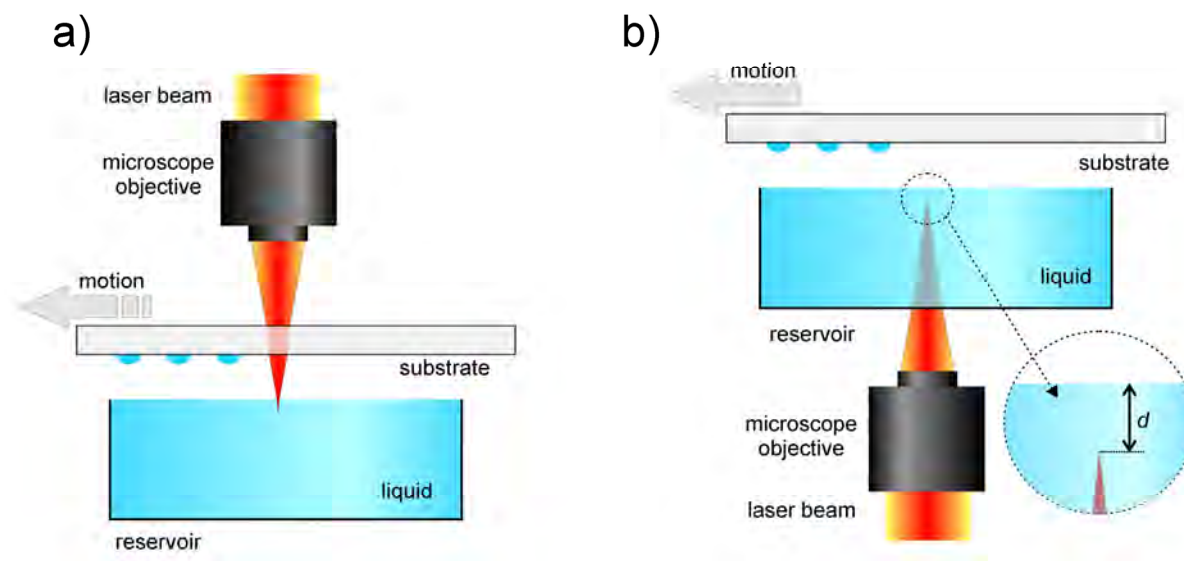 a)
laser beam
microscope
objective
motion
substrate
liquid
reservoir
b)
motion
substrate
liquid
reservoir
microscope
objective
d
laser beam